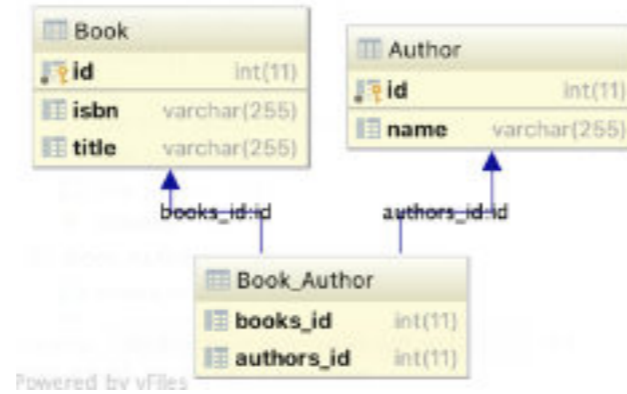 Book
id int(11)
isbn varchar(255)
title varchar(255)
Author
id int(11)
name varchar(255)
books_id:id
authors_id:id
Book_Author
books_id int(11)
authors_id int(11)
Powered by yFiles